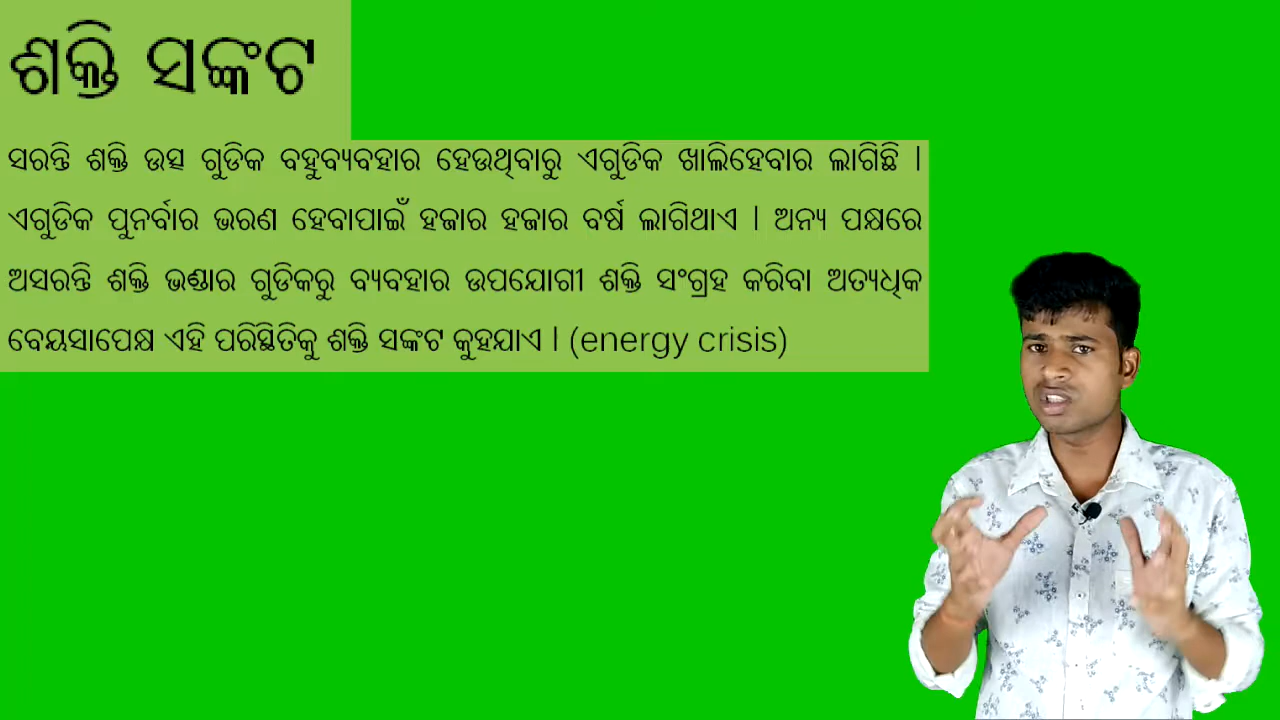 ଶକ୍ତି ସଙ୍କଟ
ସରନ୍ତି ଶକ୍ତି ଉତ୍ସ ଗୁଡିକ ବହୁବ୍ୟବହାର ହେଉଥିବାରୁ ଏଗୁଡିକ ଖାଲିହେବାର ଲାଗିଛି |
ଏଗୁଡିକ ପୁନର୍ବାର ଭରଣ ହେବାପାଇଁ ହଜାର ହଜାର ବର୍ଷ ଲାଗିଥାଏ | ଅନ୍ୟ ପକ୍ଷରେ
ଅସରନ୍ତି ଶକ୍ତି ଭଣ୍ଡାର ଗୁଡିକରୁ ବ୍ୟବହାର ଉପଯୋଗୀ ଶକ୍ତି ସଂଗ୍ରହ କରିବା ଅତ୍ୟଧିକ
ବେୟସାପେକ୍ଷ ଏହି ପରିସ୍ଥିତିକୁ ଶକ୍ତି ସଙ୍କଟ କୁହଯାଏ | (energy crisis)